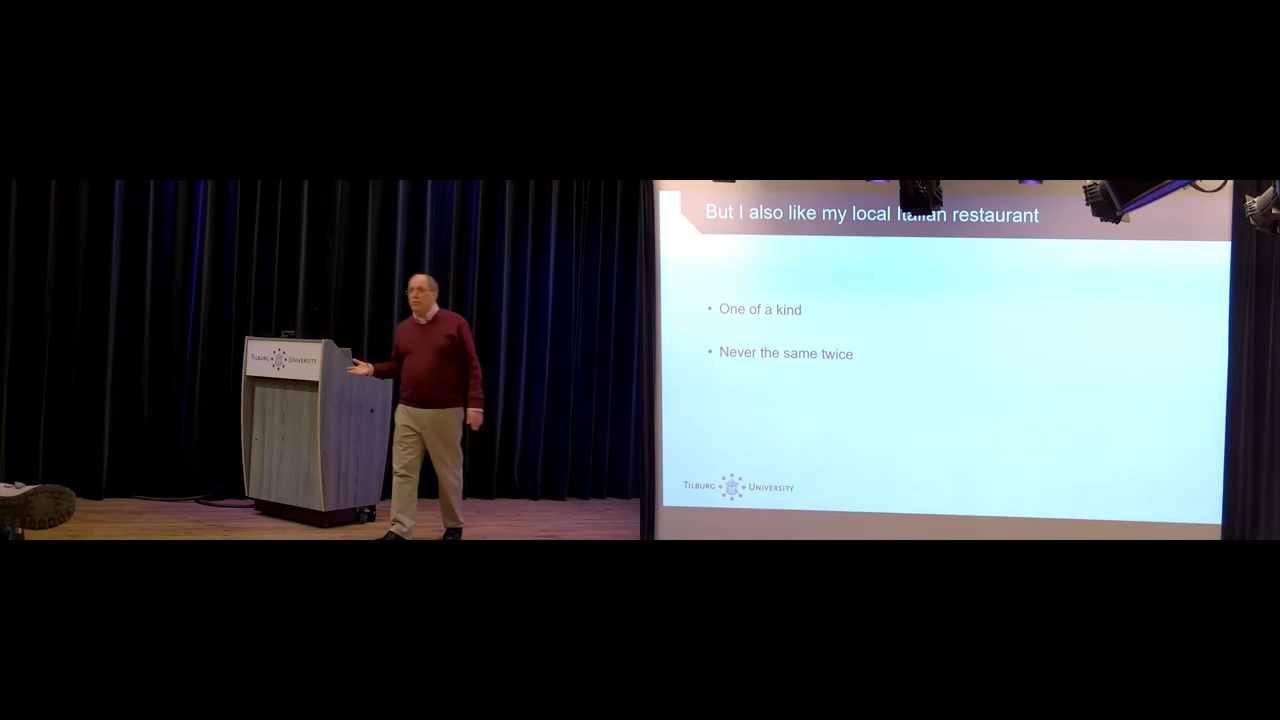 TILBURG UNIVERSITY
But I also like my local Italian restaurant
• One of a kind
• Never the same twice
TILBURG UNIVERSITY